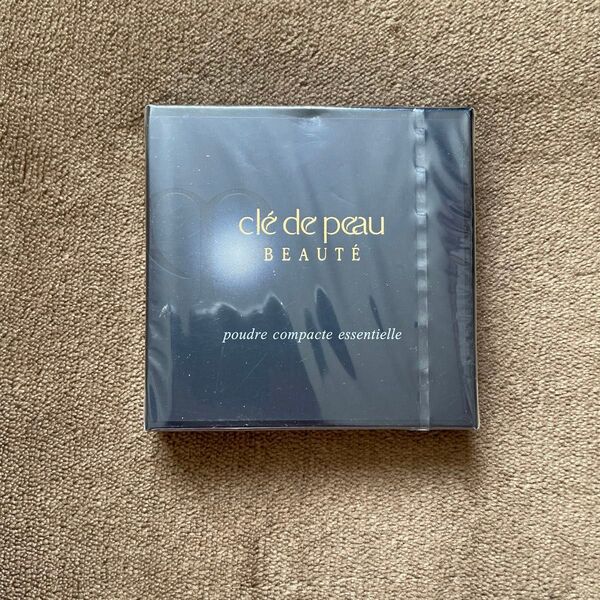 clé de peau
BEAUTÉ
poudre compacte essentielle